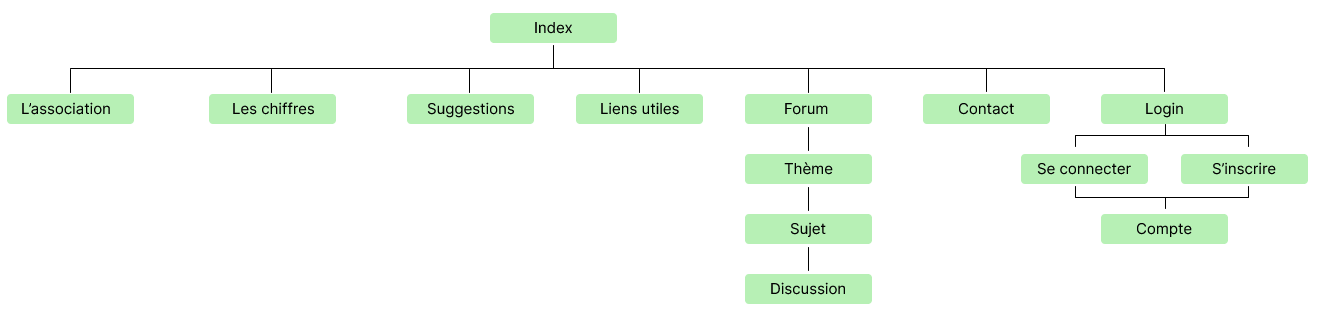 Index
L’association
Les chiffres
Suggestions
Liens utiles
Forum
Contact
Login
Thème
Se connecter
S’inscrire
Sujet
Compte
Discussion